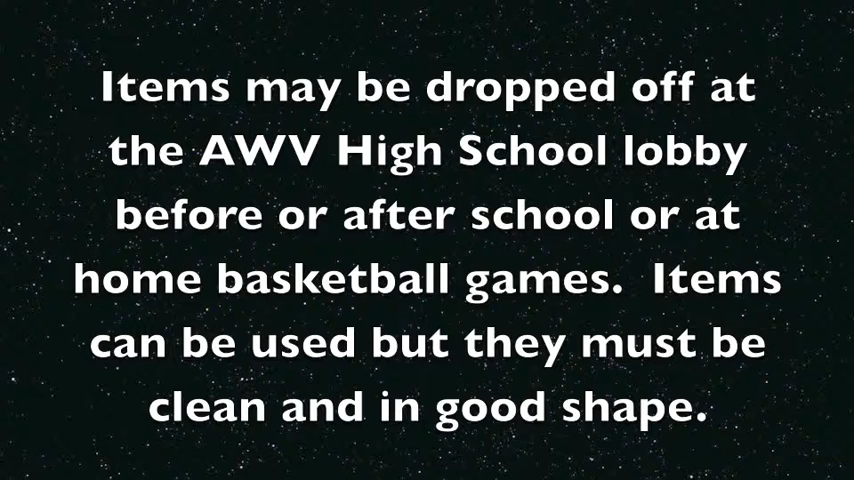 Items may be dropped off at
the AWV High School lobby
before or after school or at
home basketball games.  Items
can be used but they must be
clean and in good shape.